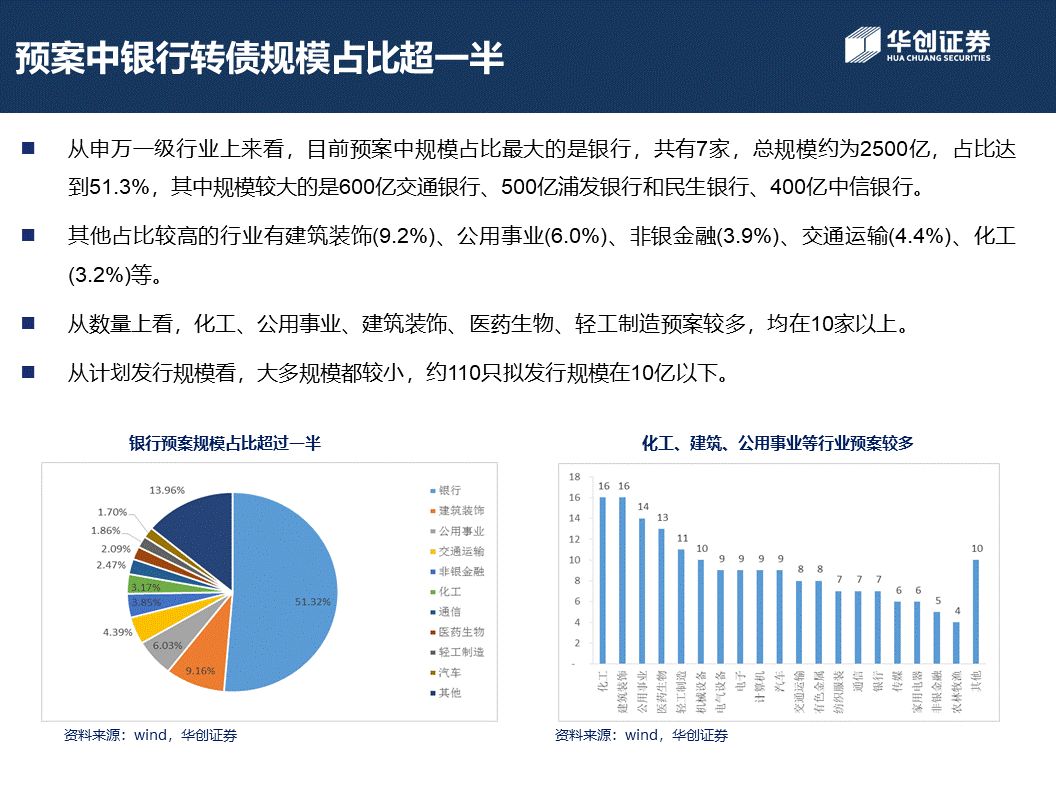 预案中银行转债规模占比超一半
华创证券
HUA CHUANG SECURITIES
从申万一级行业上来看，目前预案中规模占比最大的是银行，共有7家，总规模约为2500亿，占比达
到51.3%，其中规模较大的是600亿交通银行、500亿浦发银行和民生银行、400亿中信银行。
其他占比较高的行业有建筑装饰(9.2%)、公用事业(6.0%)、非银金融(3.9%)、交通运输(4.4%)、化工
(3.2%)等。
从数量上看，化工、公用事业、建筑装饰、医药生物、轻工制造预案较多，均在10家以上。
从计划发行规模看，大多规模都较小，约110只拟发行规模在10亿以下。
银行预案规模占比超过一半
13.96%
1.70%
1.86%
2.09%
2.47%
3.17%
3.85%
4.39%
6.03%
9.16%
51.32%
银行
建筑装饰
公用事业
交通运输
非银金融
化工
通信
医药生物
轻工制造
汽车
其他
资料来源：wind，华创证券
化工、建筑、公用事业等行业预案较多
18
16
14
12
10
8
6
4
2
-
16 16 14 13 11 10 9 9 9 9 8 8 7 7 7 6 6 5 4 10
化工
建筑装饰
公用事业
医药生物
轻工制造
机械设备
电气设备
电子
计算机
汽车
交通运输
有色金属
纺织服装
通信
银行
传媒
家用电器
非银金融
农林牧渔
其他
资料来源：wind，华创证券